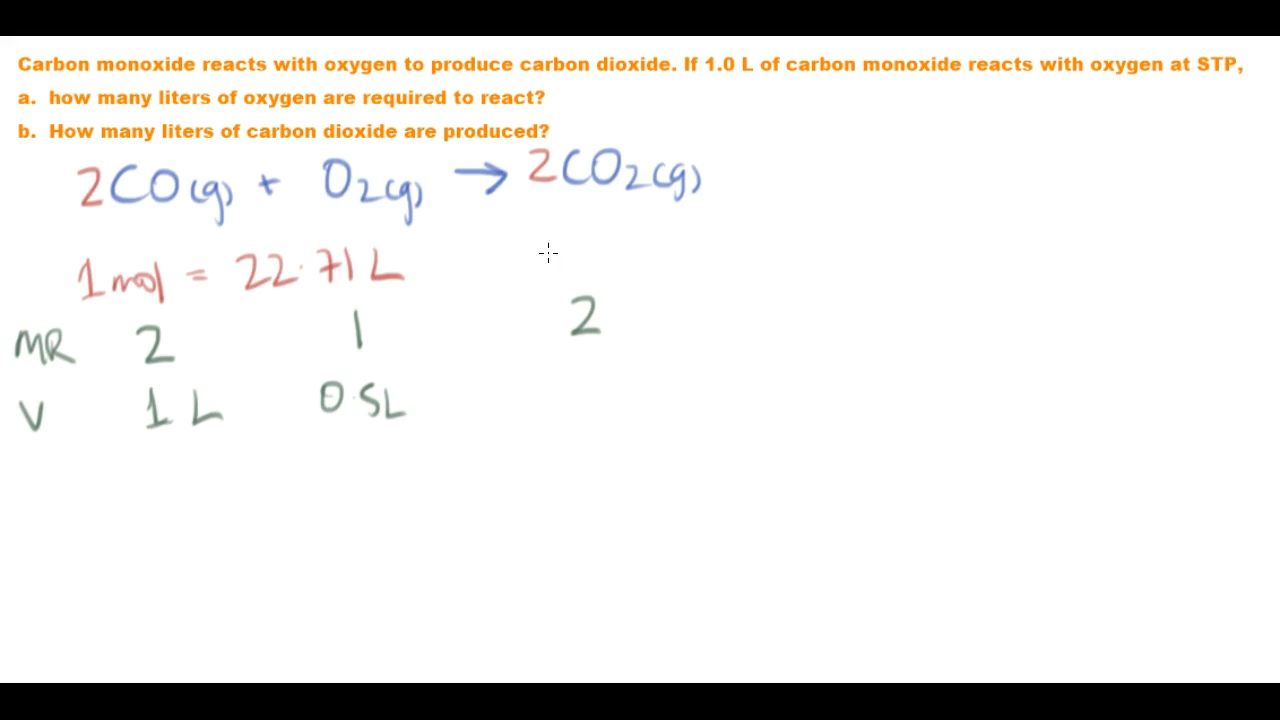 Carbon monoxide reacts with oxygen to produce carbon dioxide. If 1.0 L of carbon monoxide reacts with oxygen at STP,
a. how many liters of oxygen are required to react?
b. How many liters of carbon dioxide are produced?
2CO(g) + O2(g) → 2CO2(g)
1 mol = 22.71 L
MR 2 1 2
V 1 L 0.5L